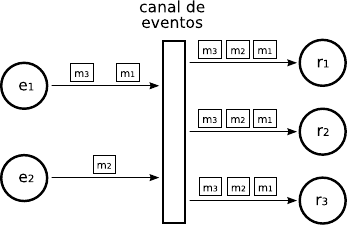 canal de
eventos
m3 m1
e1
m3 m2 m1
r1
m3 m2 m1
r2
m2
e2
m3 m2 m1
r3